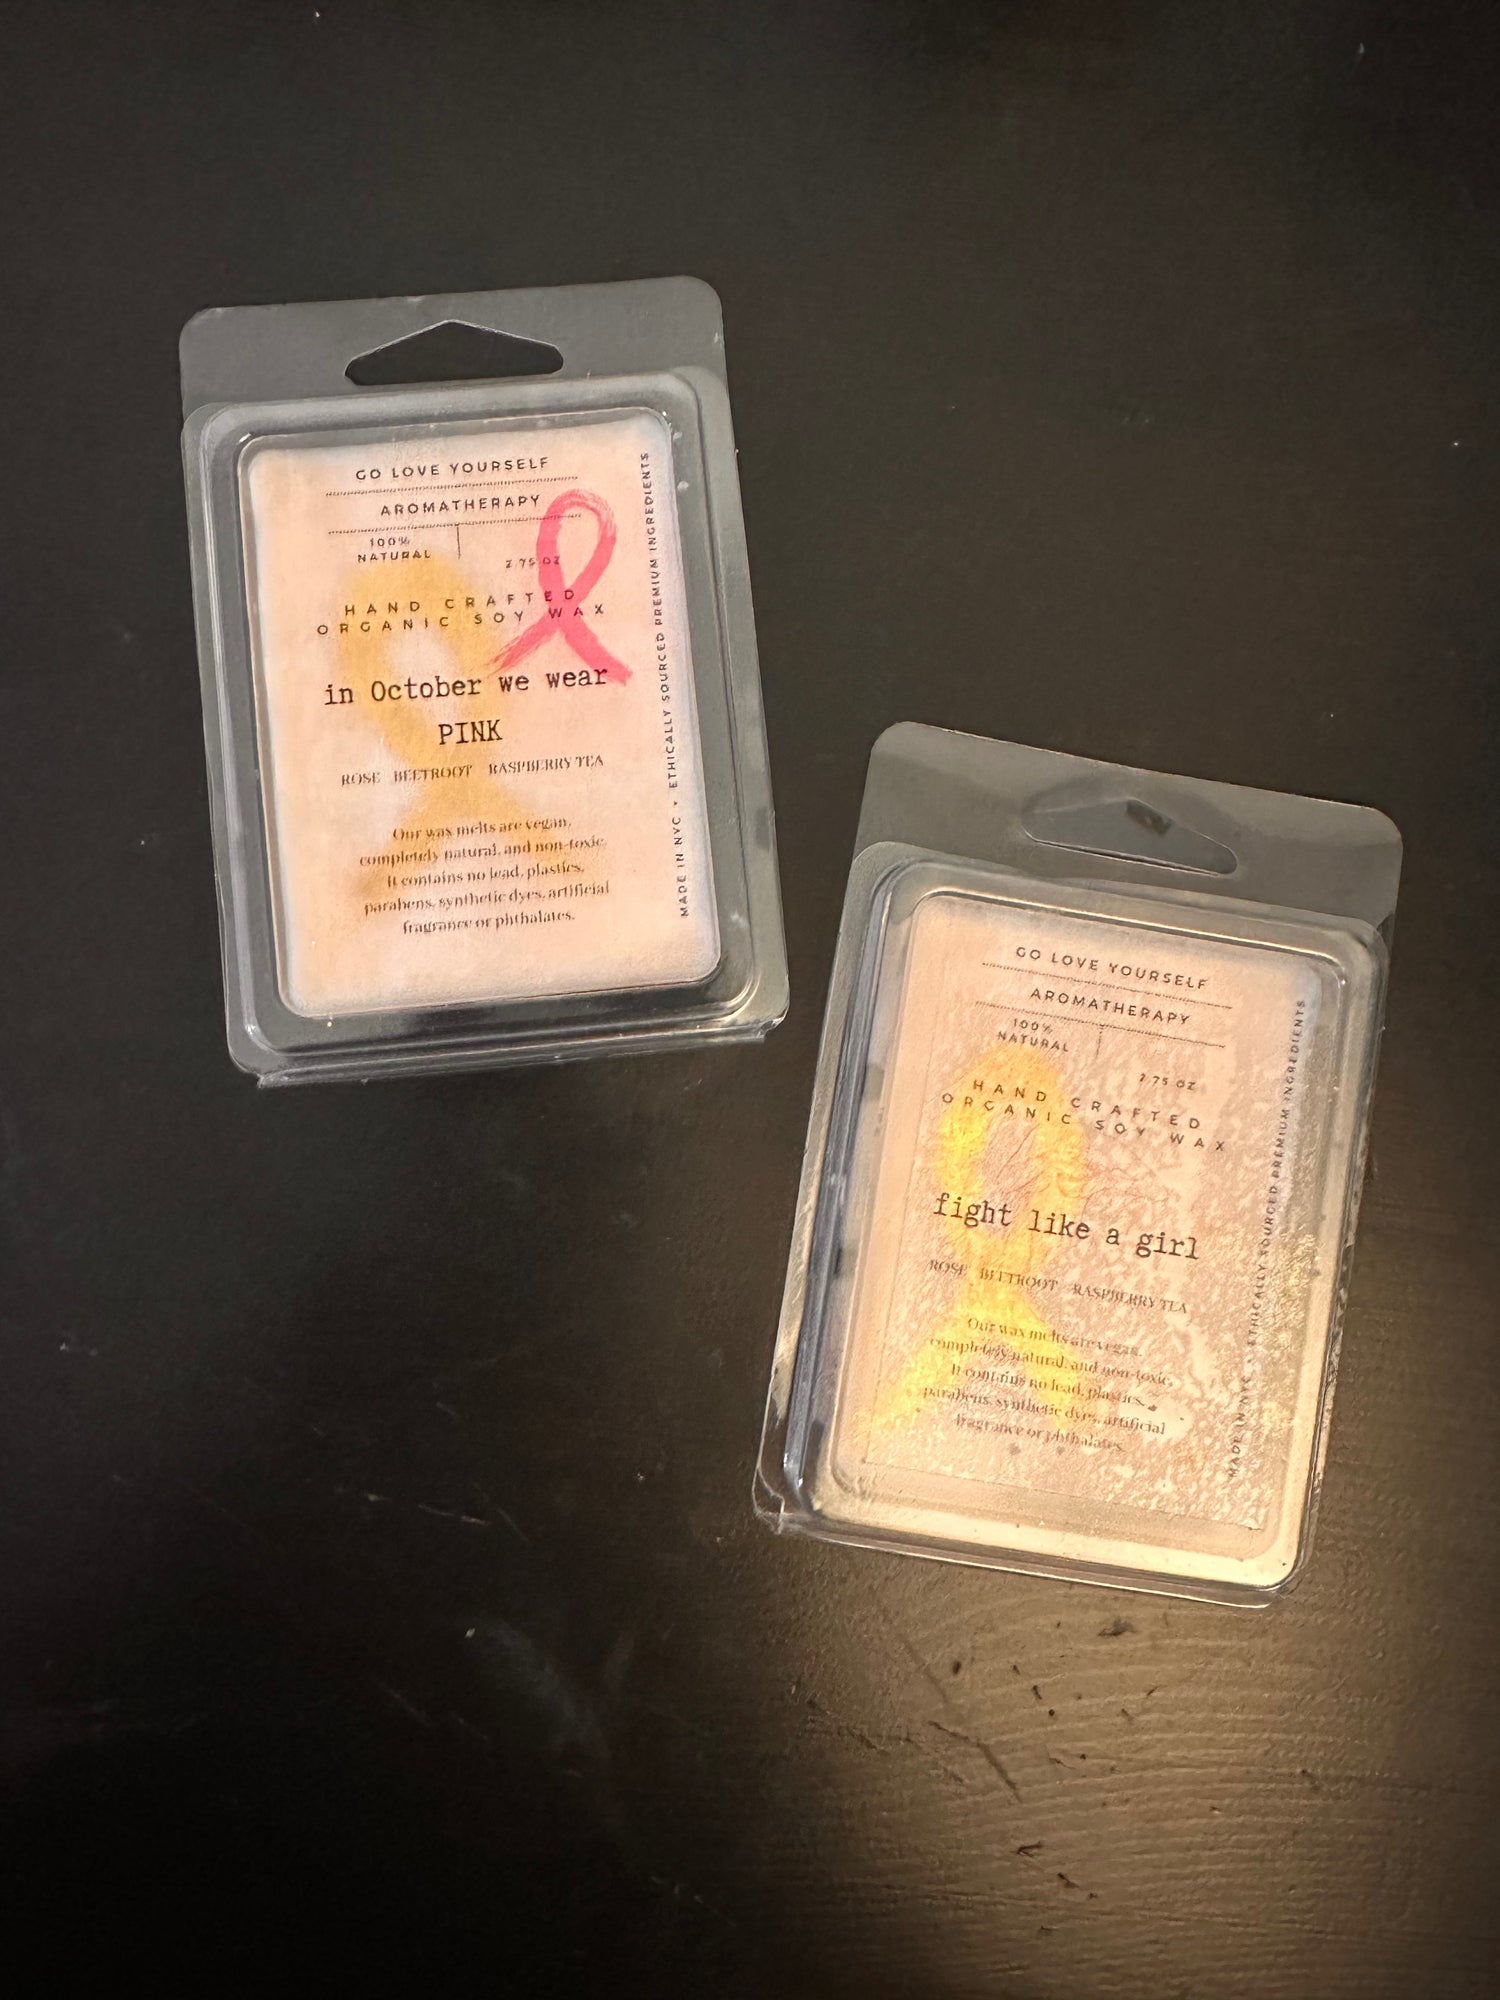 GO LOVE YOURSELF
AROMATHERAPY
100%
NATURAL
2.75 OZ
HAND CRAFTED
ORGANIC SOY WAX
in October we wear
PINK
ROSE BEETROOT RASPBERRY TEA
Our wax melts are vegan,
completely natural, and non-toxic.
It contains no lead, plastics,
parabens, synthetic dyes, artificial
fragrance or phthalates.
MADE IN NYC • ETHICALLY SOURCED PREMIUM INGREDIENTS
GO LOVE YOURSELF
AROMATHERAPY
100%
NATURAL
2.75 OZ
HAND CRAFTED
ORGANIC SOY WAX
fight like a girl
ROSE BEETROOT RASPBERRY TEA
Our wax melts are vegan,
completely natural, and non-toxic.
It contains no lead, plastics,
parabens, synthetic dyes, artificial
fragrance or phthalates.
MADE IN NYC • ETHICALLY SOURCED PREMIUM INGREDIENTS